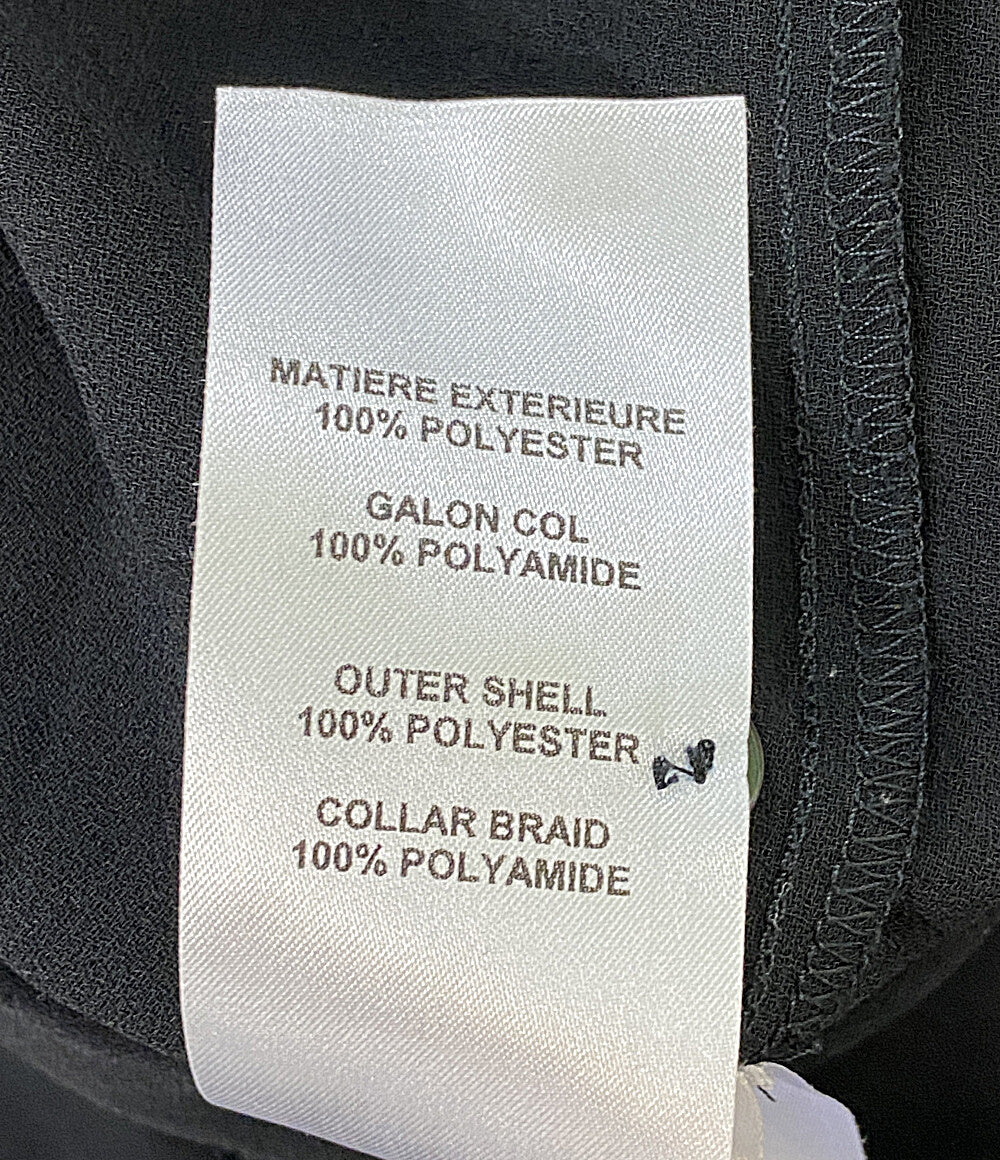 MATIERE EXTERIEURE
100% POLYESTER
GALON COL
100% POLYAMIDE
OUTER SHELL
100% POLYESTER
COLLAR BRAID
100% POLYAMIDE